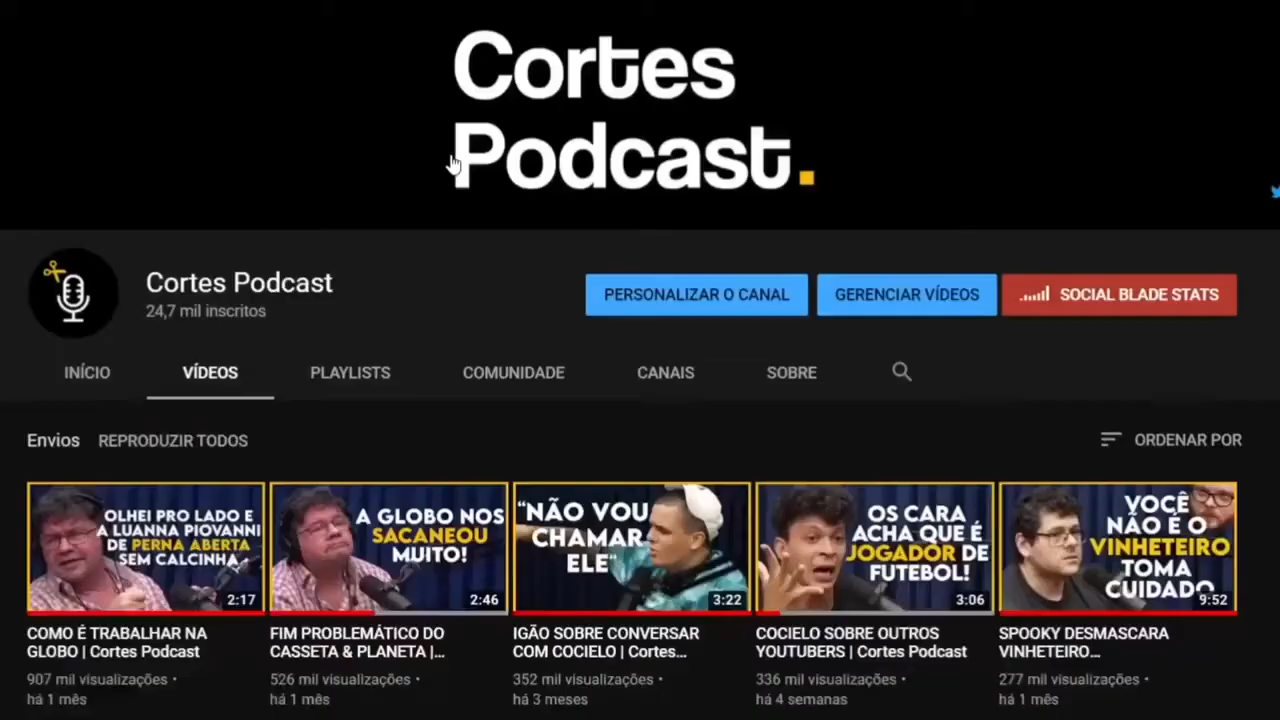 Cortes
Podcast.
Cortes Podcast
24,7 mil inscritos
PERSONALIZAR O CANAL
GERENCIAR VÍDEOS
SOCIAL BLADE STATS
INÍCIO
VÍDEOS
PLAYLISTS
COMUNIDADE
CANAIS
SOBRE
Envios
REPRODUZIR TODOS
ORDENAR POR
OLHEI PRO LADO E
A LUANNA PIOVANNI
DE PERNA ABERTA
SEM CALCINHA
2:17
A GLOBO NOS
SACANEOU
MUITO!
2:46
"NÃO VOU
CHAMAR
ELE"
3:22
OS CARA
ACHA QUE É
JOGADOR DE
FUTEBOL!
3:06
VOCÊ
NÃO É O
VINHETEIRO
TOMA
CUIDADO
9:52
COMO É TRABALHAR NA
GLOBO | Cortes Podcast
907 mil visualizações •
há 1 mês
FIM PROBLEMÁTICO DO
CASSETA & PLANETA |...
526 mil visualizações •
há 1 mês
IGÃO SOBRE CONVERSAR
COM COCIELO | Cortes...
352 mil visualizações •
há 3 meses
COCIELO SOBRE OUTROS
YOUTUBERS | Cortes Podcast
336 mil visualizações •
há 4 semanas
SPOOKY DESMASCARA
VINHETEIRO...
277 mil visualizações •
há 1 mês